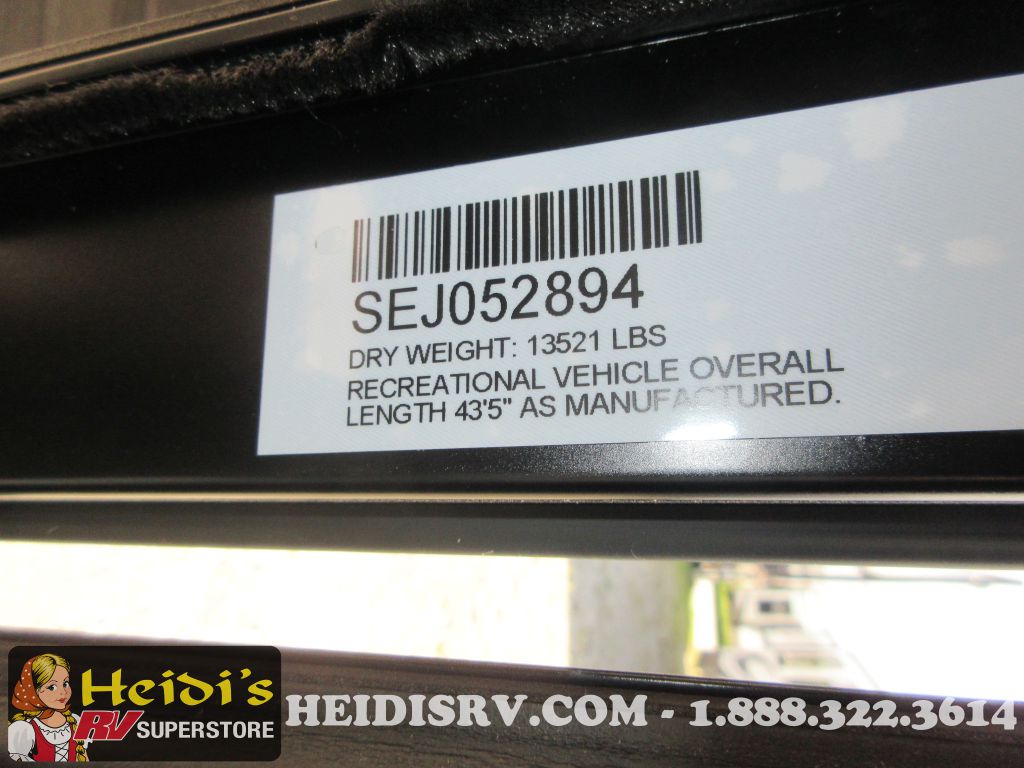 SEJ052894
DRY WEIGHT: 13521 LBS
RECREATIONAL VEHICLE OVERALL
LENGTH 43'5" AS MANUFACTURED.
Heidi's
RV SUPERSTORE
HEIDISRV.COM - 1.888.322.3614